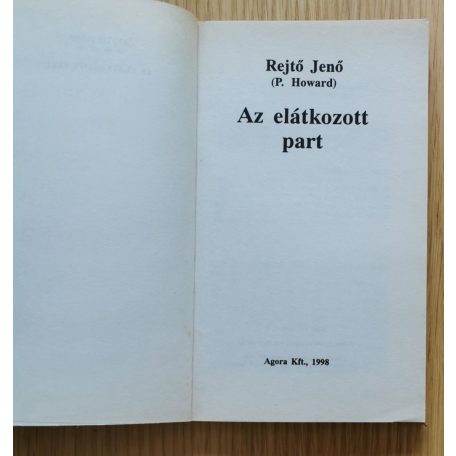 Rejtő Jenő
(P. Howard)
Az elátkozott
part
Agora Kft., 1998